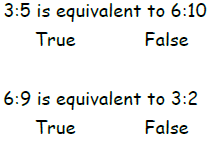 3:5 is equivalent to 6:10
True False
6:9 is equivalent to 3:2
True False